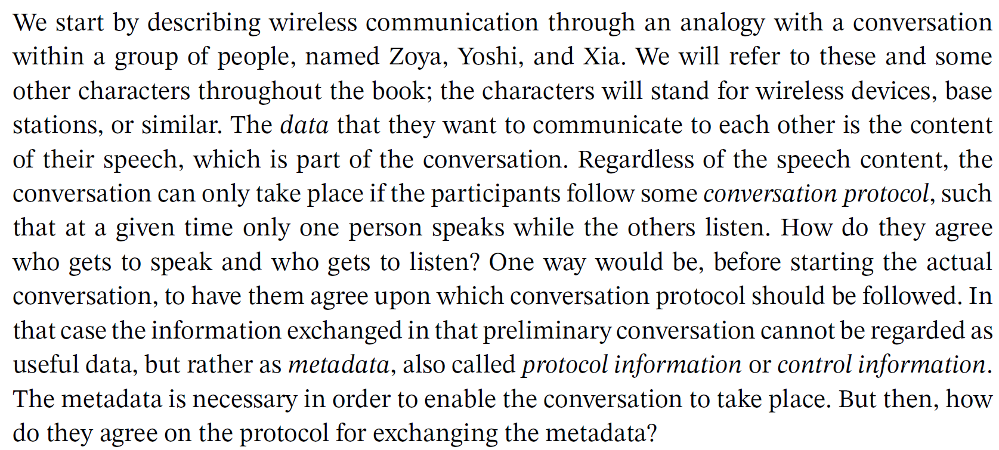 We start by describing wireless communication through an analogy with a conversation
within a group of people, named Zoya, Yoshi, and Xia. We will refer to these and some
other characters throughout the book; the characters will stand for wireless devices, base
stations, or similar. The data that they want to communicate to each other is the content
of their speech, which is part of the conversation. Regardless of the speech content, the
conversation can only take place if the participants follow some conversation protocol, such
that at a given time only one person speaks while the others listen. How do they agree
who gets to speak and who gets to listen? One way would be, before starting the actual
conversation, to have them agree upon which conversation protocol should be followed. In
that case the information exchanged in that preliminary conversation cannot be regarded as
useful data, but rather as metadata, also called protocol information or control information.
The metadata is necessary in order to enable the conversation to take place. But then, how
do they agree on the protocol for exchanging the metadata?